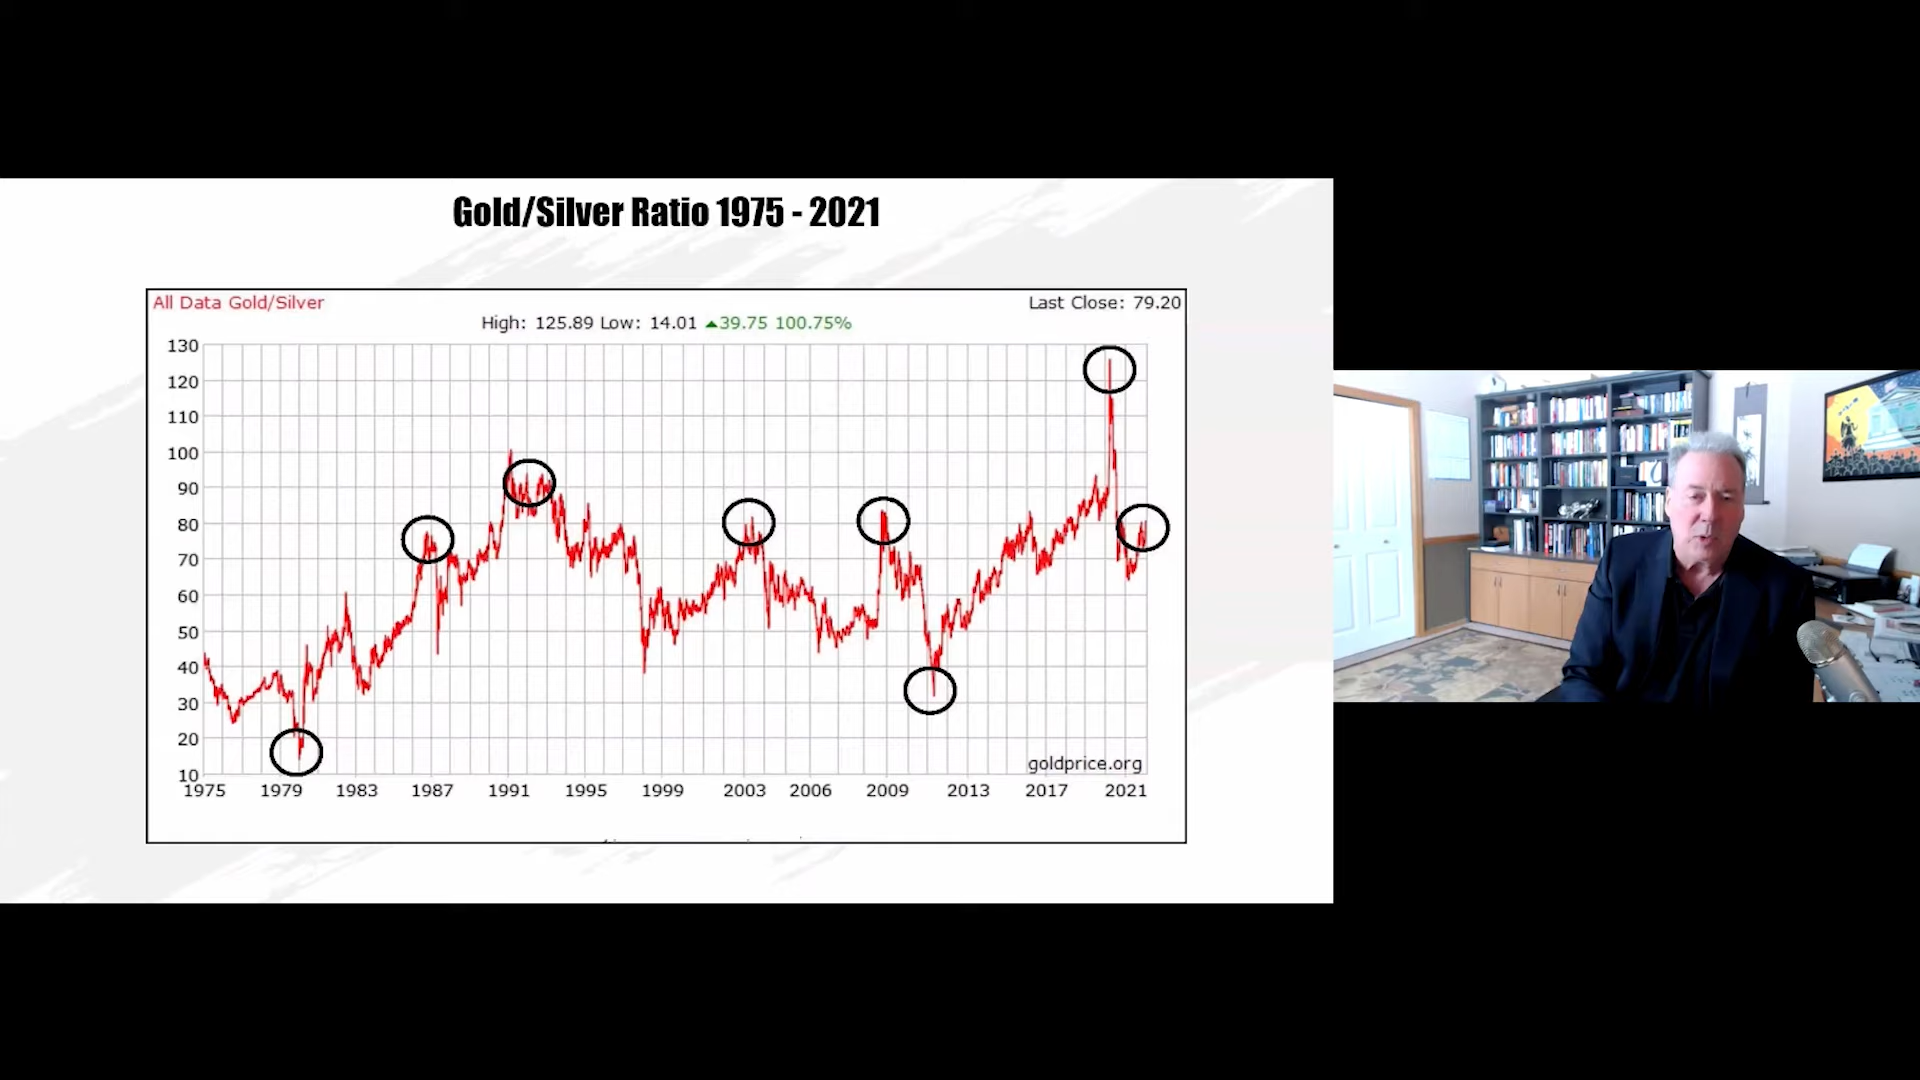 Gold/Silver Ratio 1975 - 2021
All Data Gold/Silver
Last Close: 79.20
High: 125.89 Low: 14.01 ▲39.75 100.75%
130
120
110
100
90
80
70
60
50
40
30
20
10
goldprice.org
1975 1979 1983 1987 1991 1995 1999 2003 2006 2009 2013 2017 2021